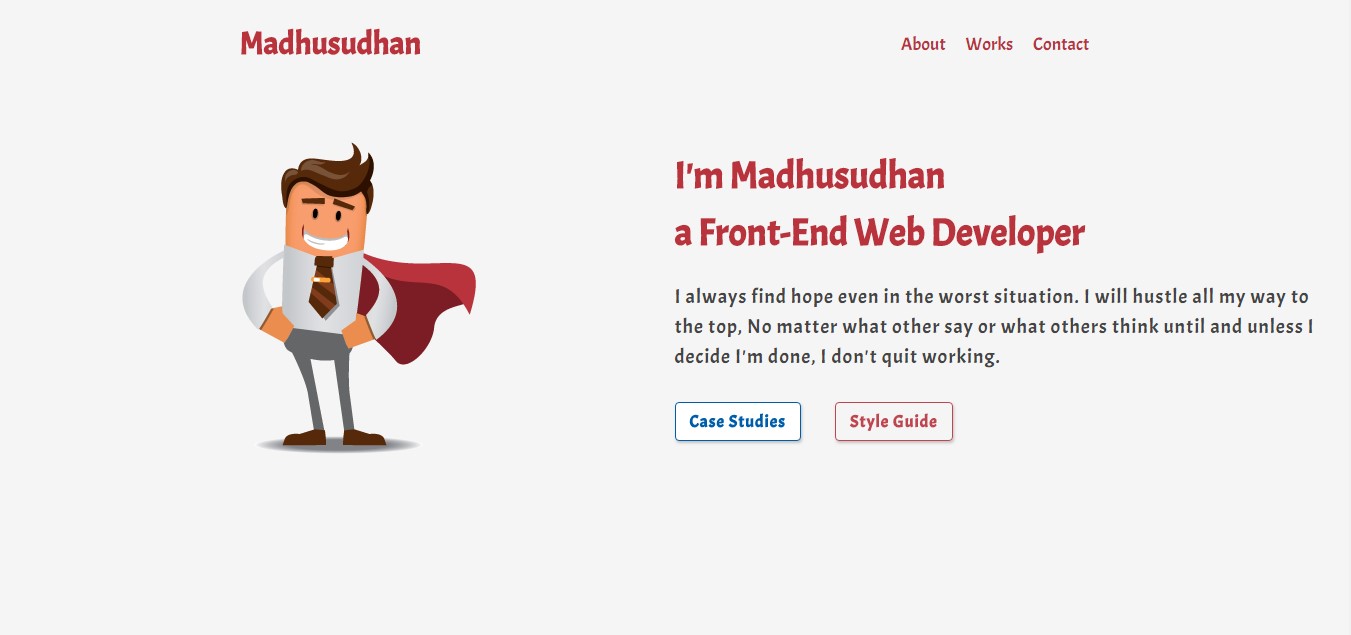 Madhusudhan
About Works Contact
I'm Madhusudhan
a Front-End Web Developer
I always find hope even in the worst situation. I will hustle all my way to
the top, No matter what other say or what others think until and unless I
decide I'm done, I don't quit working.
Case Studies Style Guide